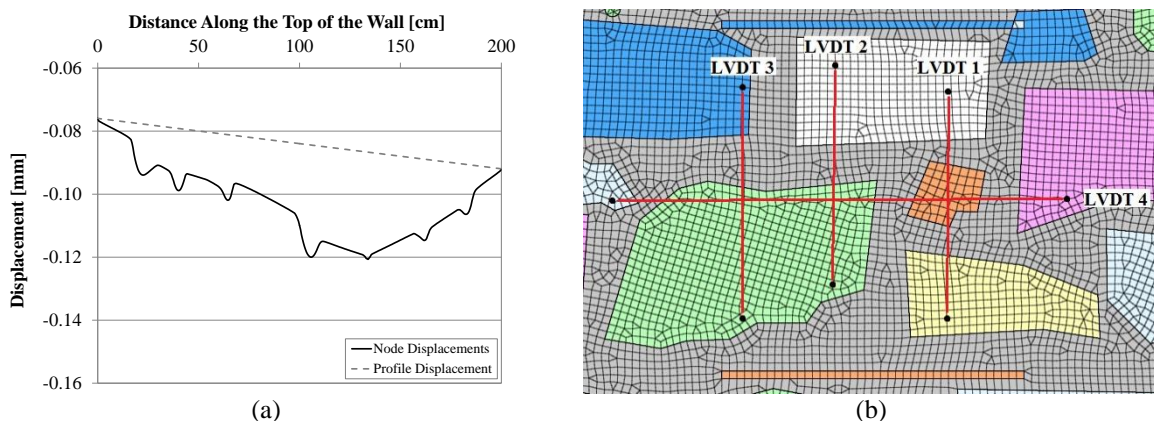 Distance Along the Top of the Wall [cm]
0 50 100 150 200
-0.06
-0.08
-0.10
-0.12
-0.14
-0.16
Displacement [mm]
Node Displacements
Profile Displacement
(a)
LVDT 2
LVDT 3
LVDT 1
LVDT 4
(b)